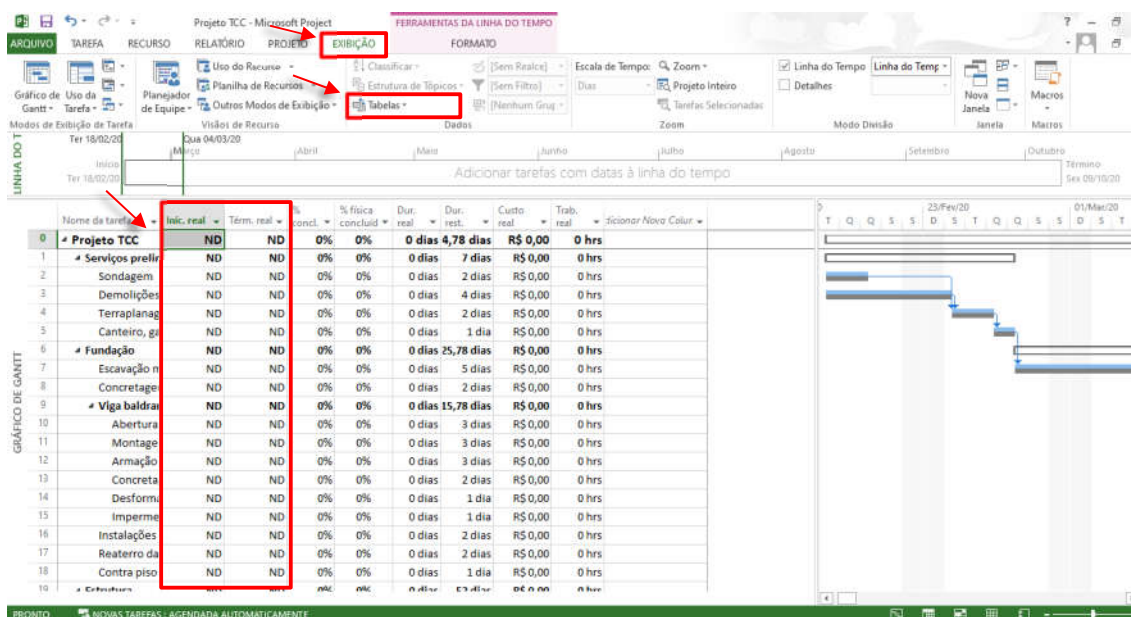 Projeto TCC - Microsoft Project
FERRAMENTAS DA LINHA DO TEMPO
ARQUIVO TAREFA RECURSO RELATÓRIO PROJETO EXIBIÇÃO FORMATO
Gráfico de Gantt
Uso da Tarefa
Planejador de Equipe
Uso do Recurso
Planilha de Recursos
Outros Modos de Exibição
Classificar
Estrutura de Tópicos
Tabelas
[Sem Realce]
[Sem Filtro]
[Nenhum Grup
Escala de Tempo:
Dias
Zoom
Projeto Inteiro
Tarefas Selecionadas
Linha do Tempo Linha do Temp
Detalhes
Nova Janela
Macros
Modos de Exibição de Tarefa Visões de Recurso Dados Zoom Modo Divisão Janela Macros
LINHA DO T
Ter 18/02/20 Qua 04/03/20
Março Abril Maio Junho Julho Agosto Setembro Outubro
Início
Ter 18/02/20
Adicionar tarefas com datas à linha do tempo
Término
Sex 09/10/20
Nome da tarefa Iníc. real Térm. real % concl. % física concluíd Dur. real Dur. rest. Custo real Trab. real dicionar Nova Colur
23/Fev/20 01/Mar/20
T Q Q S S D S T Q Q S S D S T
GRÁFICO DE GANTT
0 Projeto TCC ND ND 0% 0% 0 dias 4,78 dias R$ 0,00 0 hrs
1 Serviços prelin ND ND 0% 0% 0 dias 7 dias R$ 0,00 0 hrs
2 Sondagem ND ND 0% 0% 0 dias 2 dias R$ 0,00 0 hrs
3 Demolições ND ND 0% 0% 0 dias 4 dias R$ 0,00 0 hrs
4 Terraplanag ND ND 0% 0% 0 dias 2 dias R$ 0,00 0 hrs
5 Canteiro, ga ND ND 0% 0% 0 dias 1 dia R$ 0,00 0 hrs
6 Fundação ND ND 0% 0% 0 dias 25,78 dias R$ 0,00 0 hrs
7 Escavação m ND ND 0% 0% 0 dias 5 dias R$ 0,00 0 hrs
8 Concretage ND ND 0% 0% 0 dias 2 dias R$ 0,00 0 hrs
9 Viga baldrar ND ND 0% 0% 0 dias 15,78 dias R$ 0,00 0 hrs
10 Abertura ND ND 0% 0% 0 dias 3 dias R$ 0,00 0 hrs
11 Montage ND ND 0% 0% 0 dias 3 dias R$ 0,00 0 hrs
12 Armação ND ND 0% 0% 0 dias 3 dias R$ 0,00 0 hrs
13 Concreta ND ND 0% 0% 0 dias 2 dias R$ 0,00 0 hrs
14 Desforma ND ND 0% 0% 0 dias 1 dia R$ 0,00 0 hrs
15 Imperme ND ND 0% 0% 0 dias 1 dia R$ 0,00 0 hrs
16 Instalações ND ND 0% 0% 0 dias 2 dias R$ 0,00 0 hrs
17 Reaterro da ND ND 0% 0% 0 dias 2 dias R$ 0,00 0 hrs
18 Contra piso ND ND 0% 0% 0 dias 1 dia R$ 0,00 0 hrs
19 Estrutura ND ND 0% 0% 0 dias 52 dias R$ 0,00 0 hrs
PRONTO NOVAS TAREFAS : AGENDADA AUTOMATICAMENTE